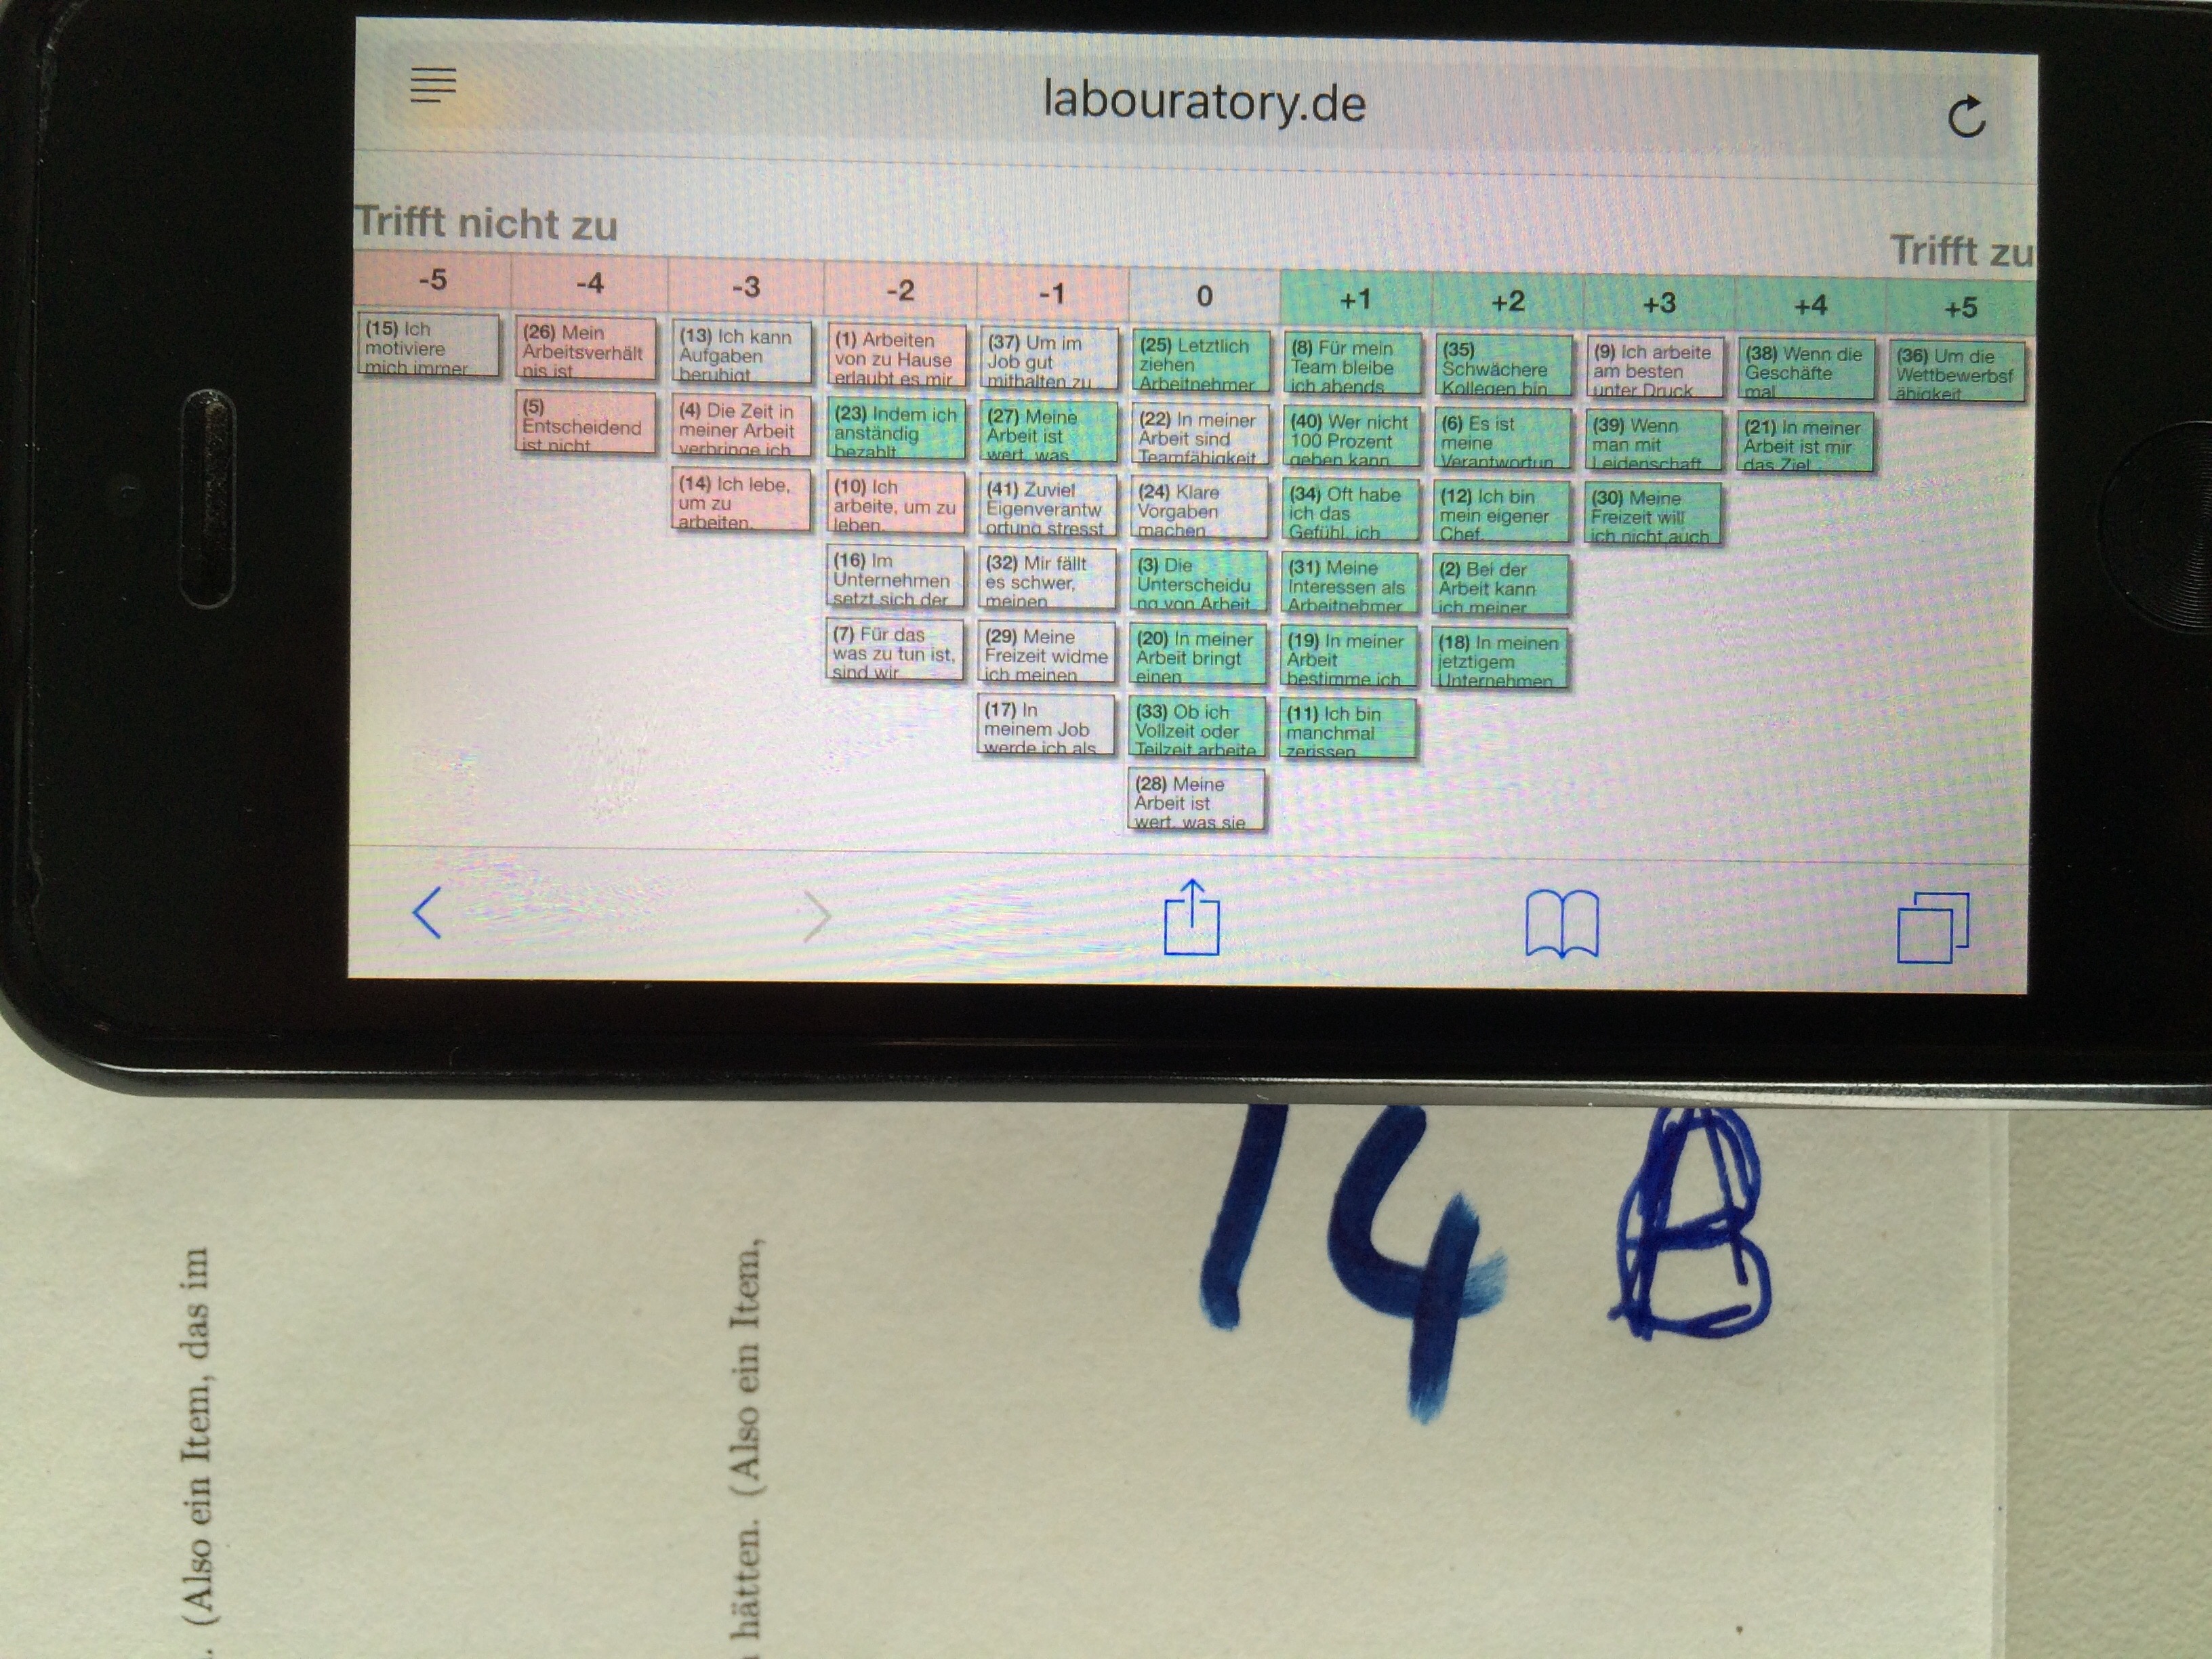 labouratory.de
Trifft nicht zu
Trifft zu
-5 -4 -3 -2 -1 0 +1 +2 +3 +4 +5
(15) Ich
motiviere
mich immer
(26) Mein
Arbeitsverhält
nis ist
(5)
Entscheidend
ist nicht
(13) Ich kann
Aufgaben
beruhigt
(4) Die Zeit in
meiner Arbeit
verbringe ich
(14) Ich lebe,
um zu
arbeiten.
(1) Arbeiten
von zu Hause
erlaubt es mir
(23) Indem ich
anständig
bezahlt
(10) Ich
arbeite, um zu
leben.
(16) Im
Unternehmen
setzt sich der
(7) Für das
was zu tun ist,
sind wir
(37) Um im
Job gut
mithalten zu
(27) Meine
Arbeit ist
wert, was
(41) Zuviel
Eigenverantw
ortung stresst
(32) Mir fällt
es schwer,
meinen
(29) Meine
Freizeit widme
ich meinen
(17) In
meinem Job
werde ich als
(25) Letztlich
ziehen
Arbeitnehmer
(22) In meiner
Arbeit sind
Teamfähigkeit
(24) Klare
Vorgaben
machen
(3) Die
Unterscheidu
ng von Arbeit
(20) In meiner
Arbeit bringt
einen
(33) Ob ich
Vollzeit oder
Teilzeit arbeite
(28) Meine
Arbeit ist
wert, was sie
(8) Für mein
Team bleibe
ich abends
(40) Wer nicht
100 Prozent
geben kann
(34) Oft habe
ich das
Gefühl, ich
(31) Meine
Interessen als
Arbeitnehmer
(19) In meiner
Arbeit
bestimme ich
(11) Ich bin
manchmal
zerissen
(35)
Schwächere
Kollegen bin
(6) Es ist
meine
Verantwortun
(12) Ich bin
mein eigener
Chef.
(2) Bei der
Arbeit kann
ich meiner
(18) In meinen
jetztigem
Unternehmen
(9) Ich arbeite
am besten
unter Druck.
(39) Wenn
man mit
Leidenschaft
(30) Meine
Freizeit will
ich nicht auch
(38) Wenn die
Geschäfte
mal
(21) In meiner
Arbeit ist mir
das Ziel
(36) Um die
Wettbewerbsf
ähigkeit
14 B
. (Also ein Item, das im
hätten. (Also ein Item,